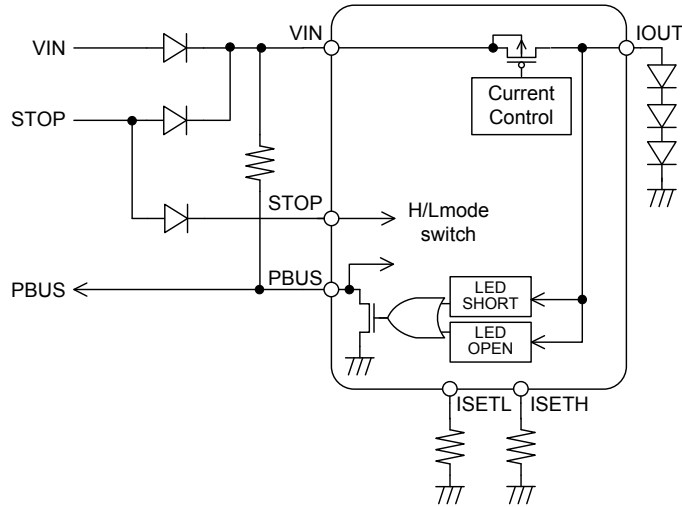 VIN
VIN
IOUT
Current
Control
STOP
STOP
H/Lmode
switch
PBUS
PBUS
LED
SHORT
LED
OPEN
ISETL
ISETH